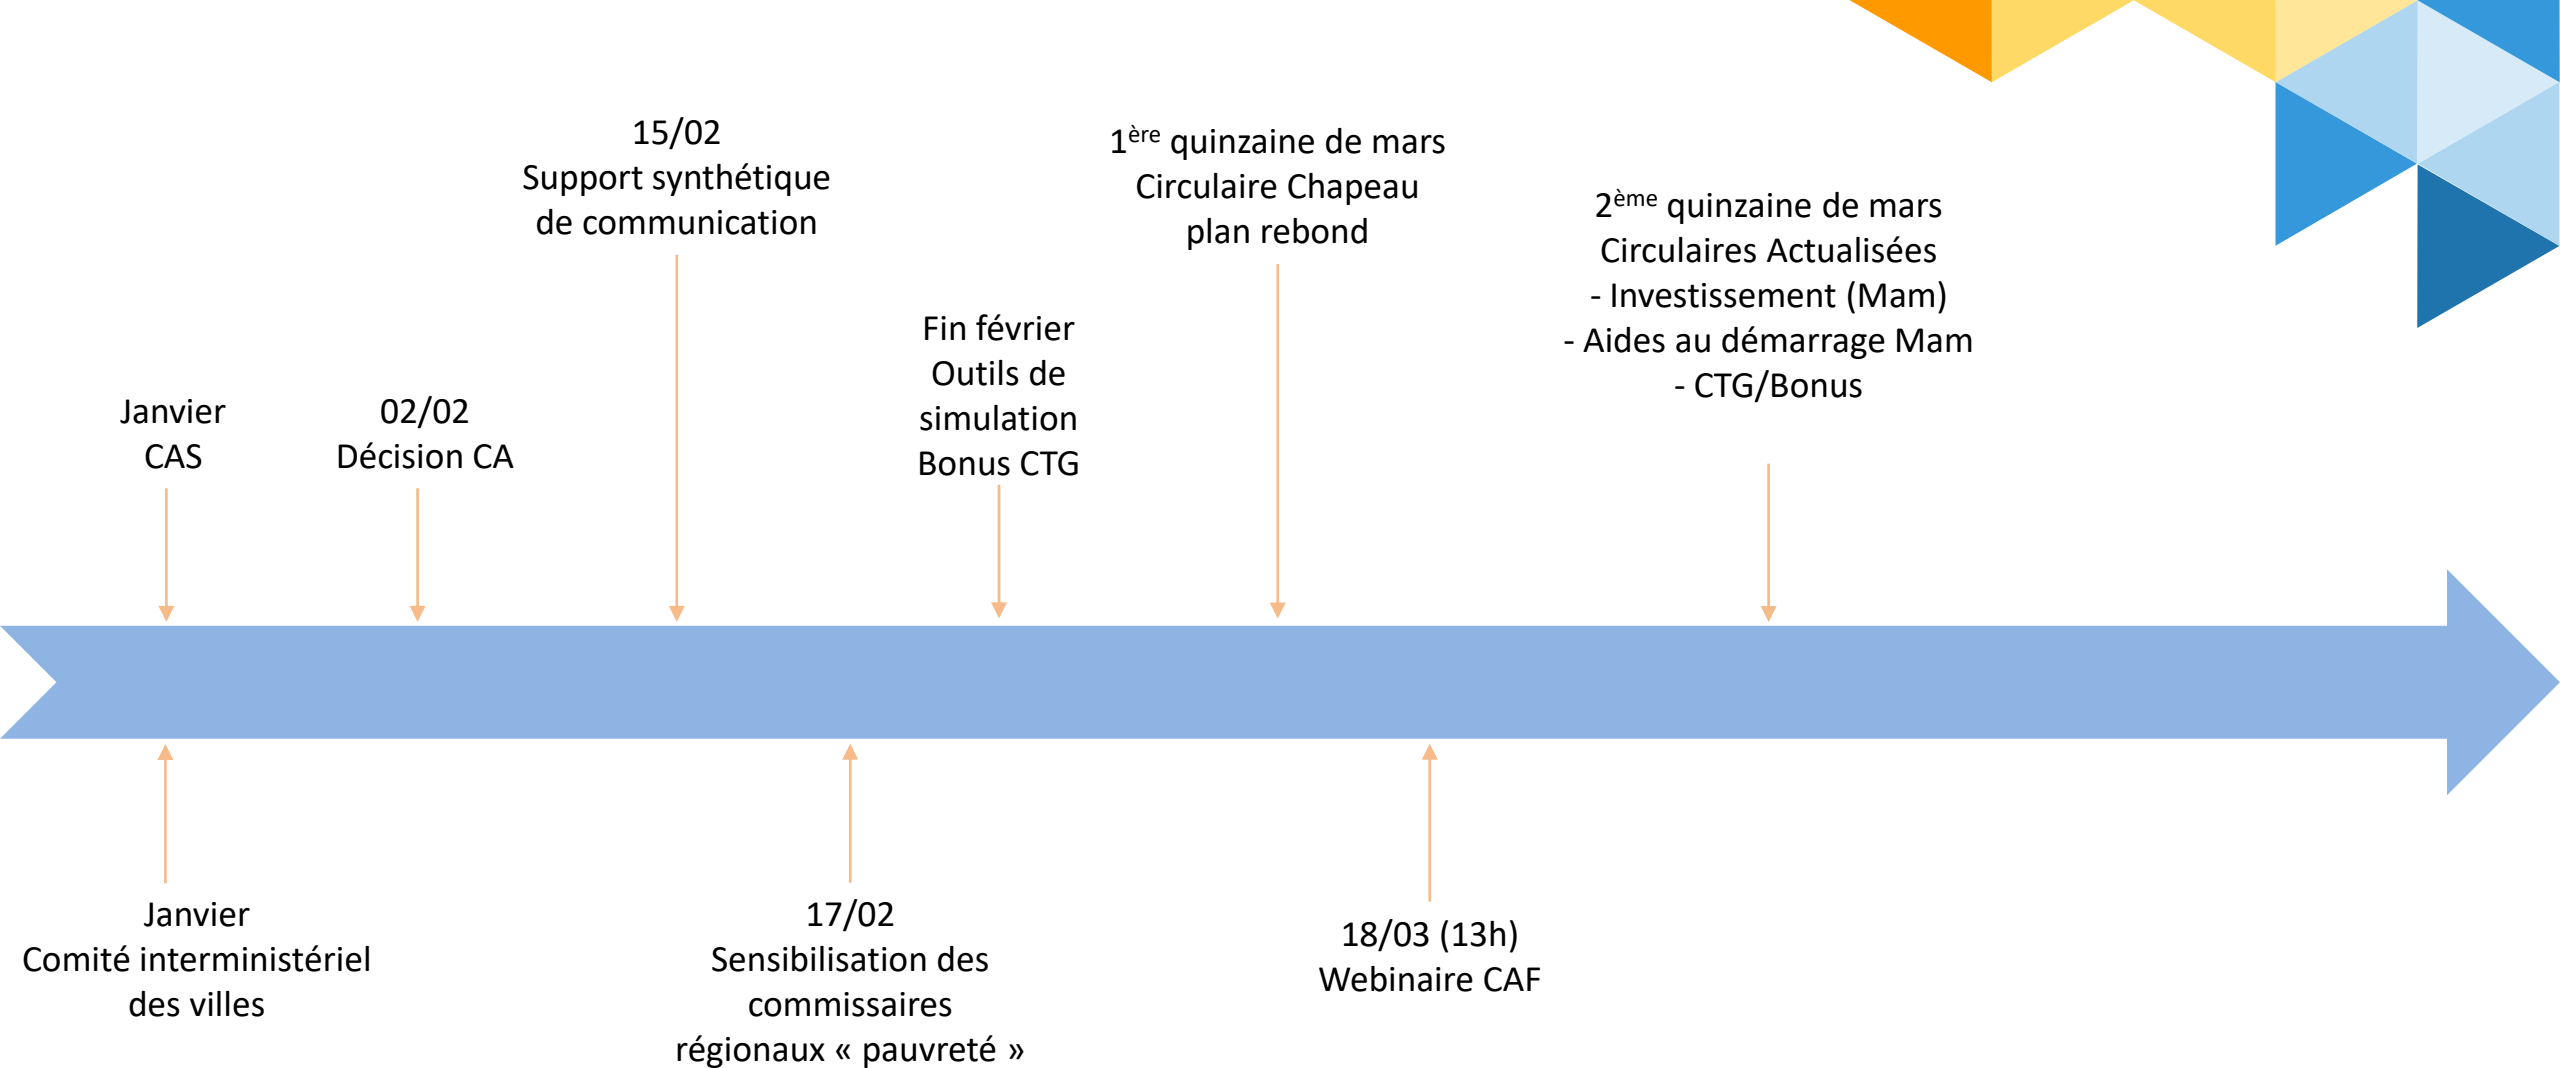 15/02
Support synthétique
de communication
1ère quinzaine de mars
Circulaire Chapeau
plan rebond
2ème quinzaine de mars
Circulaires Actualisées
- Investissement (Mam)
- Aides au démarrage Mam
- CTG/Bonus
Fin février
Outils de
simulation
Bonus CTG
Janvier
CAS
02/02
Décision CA
Janvier
Comité interministériel
des villes
17/02
Sensibilisation des
commissaires
régionaux « pauvreté »
18/03 (13h)
Webinaire CAF